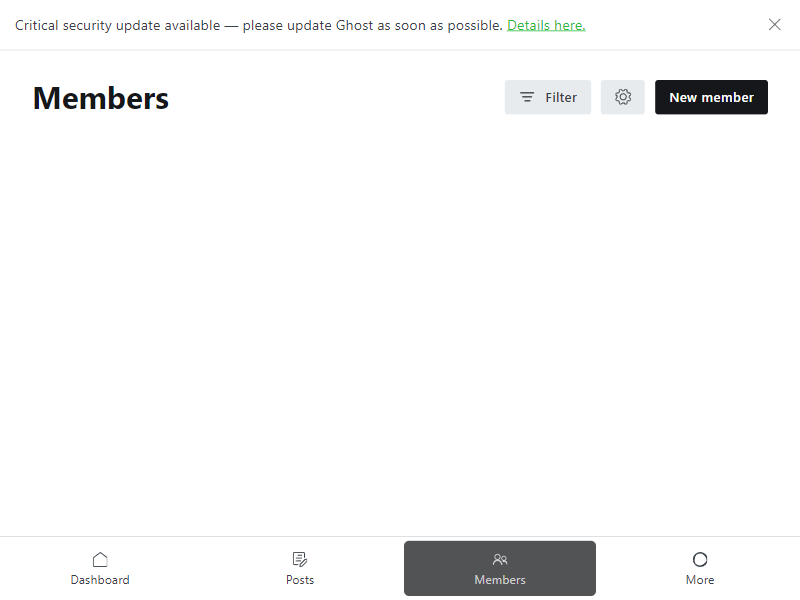 Critical security update available — please update Ghost as soon as possible. Details here.
Members
Filter
New member
Dashboard
Posts
Members
More